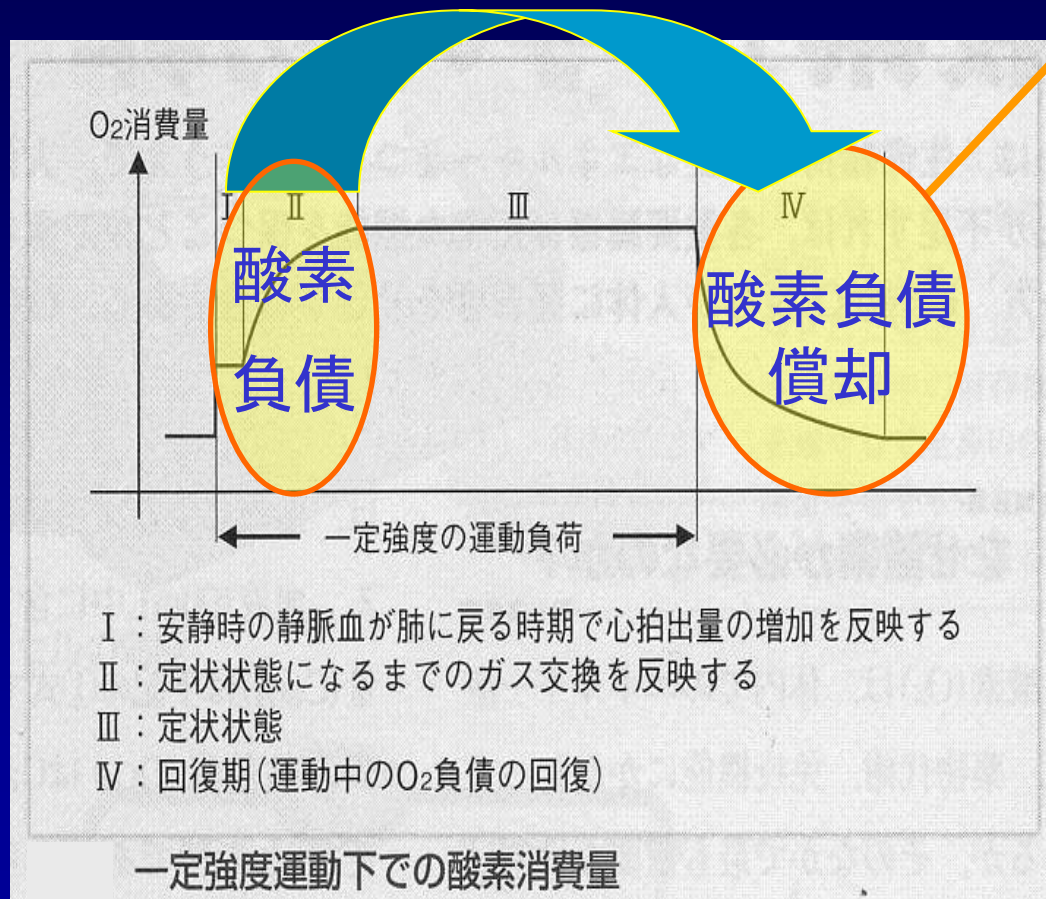 O₂消費量
Ⅰ Ⅱ Ⅲ Ⅳ
酸素
負債
酸素負債
償却
一定強度の運動負荷
Ⅰ：安静時の静脈血が肺に戻る時期で心拍出量の増加を反映する
Ⅱ：定状状態になるまでのガス交換を反映する
Ⅲ：定状状態
Ⅳ：回復期(運動中のO₂負債の回復)
一定強度運動下での酸素消費量